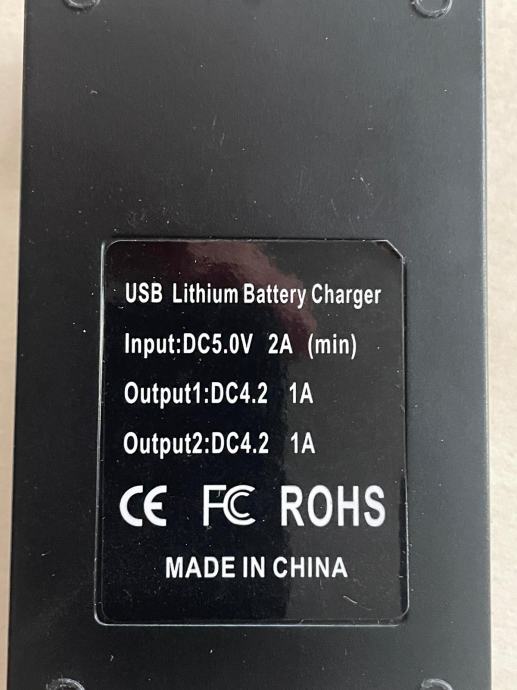 USB Lithium Battery Charger
Input:DC5.0V 2A (min)
Output1:DC4.2 1A
Output2:DC4.2 1A
CE FC ROHS
MADE IN CHINA